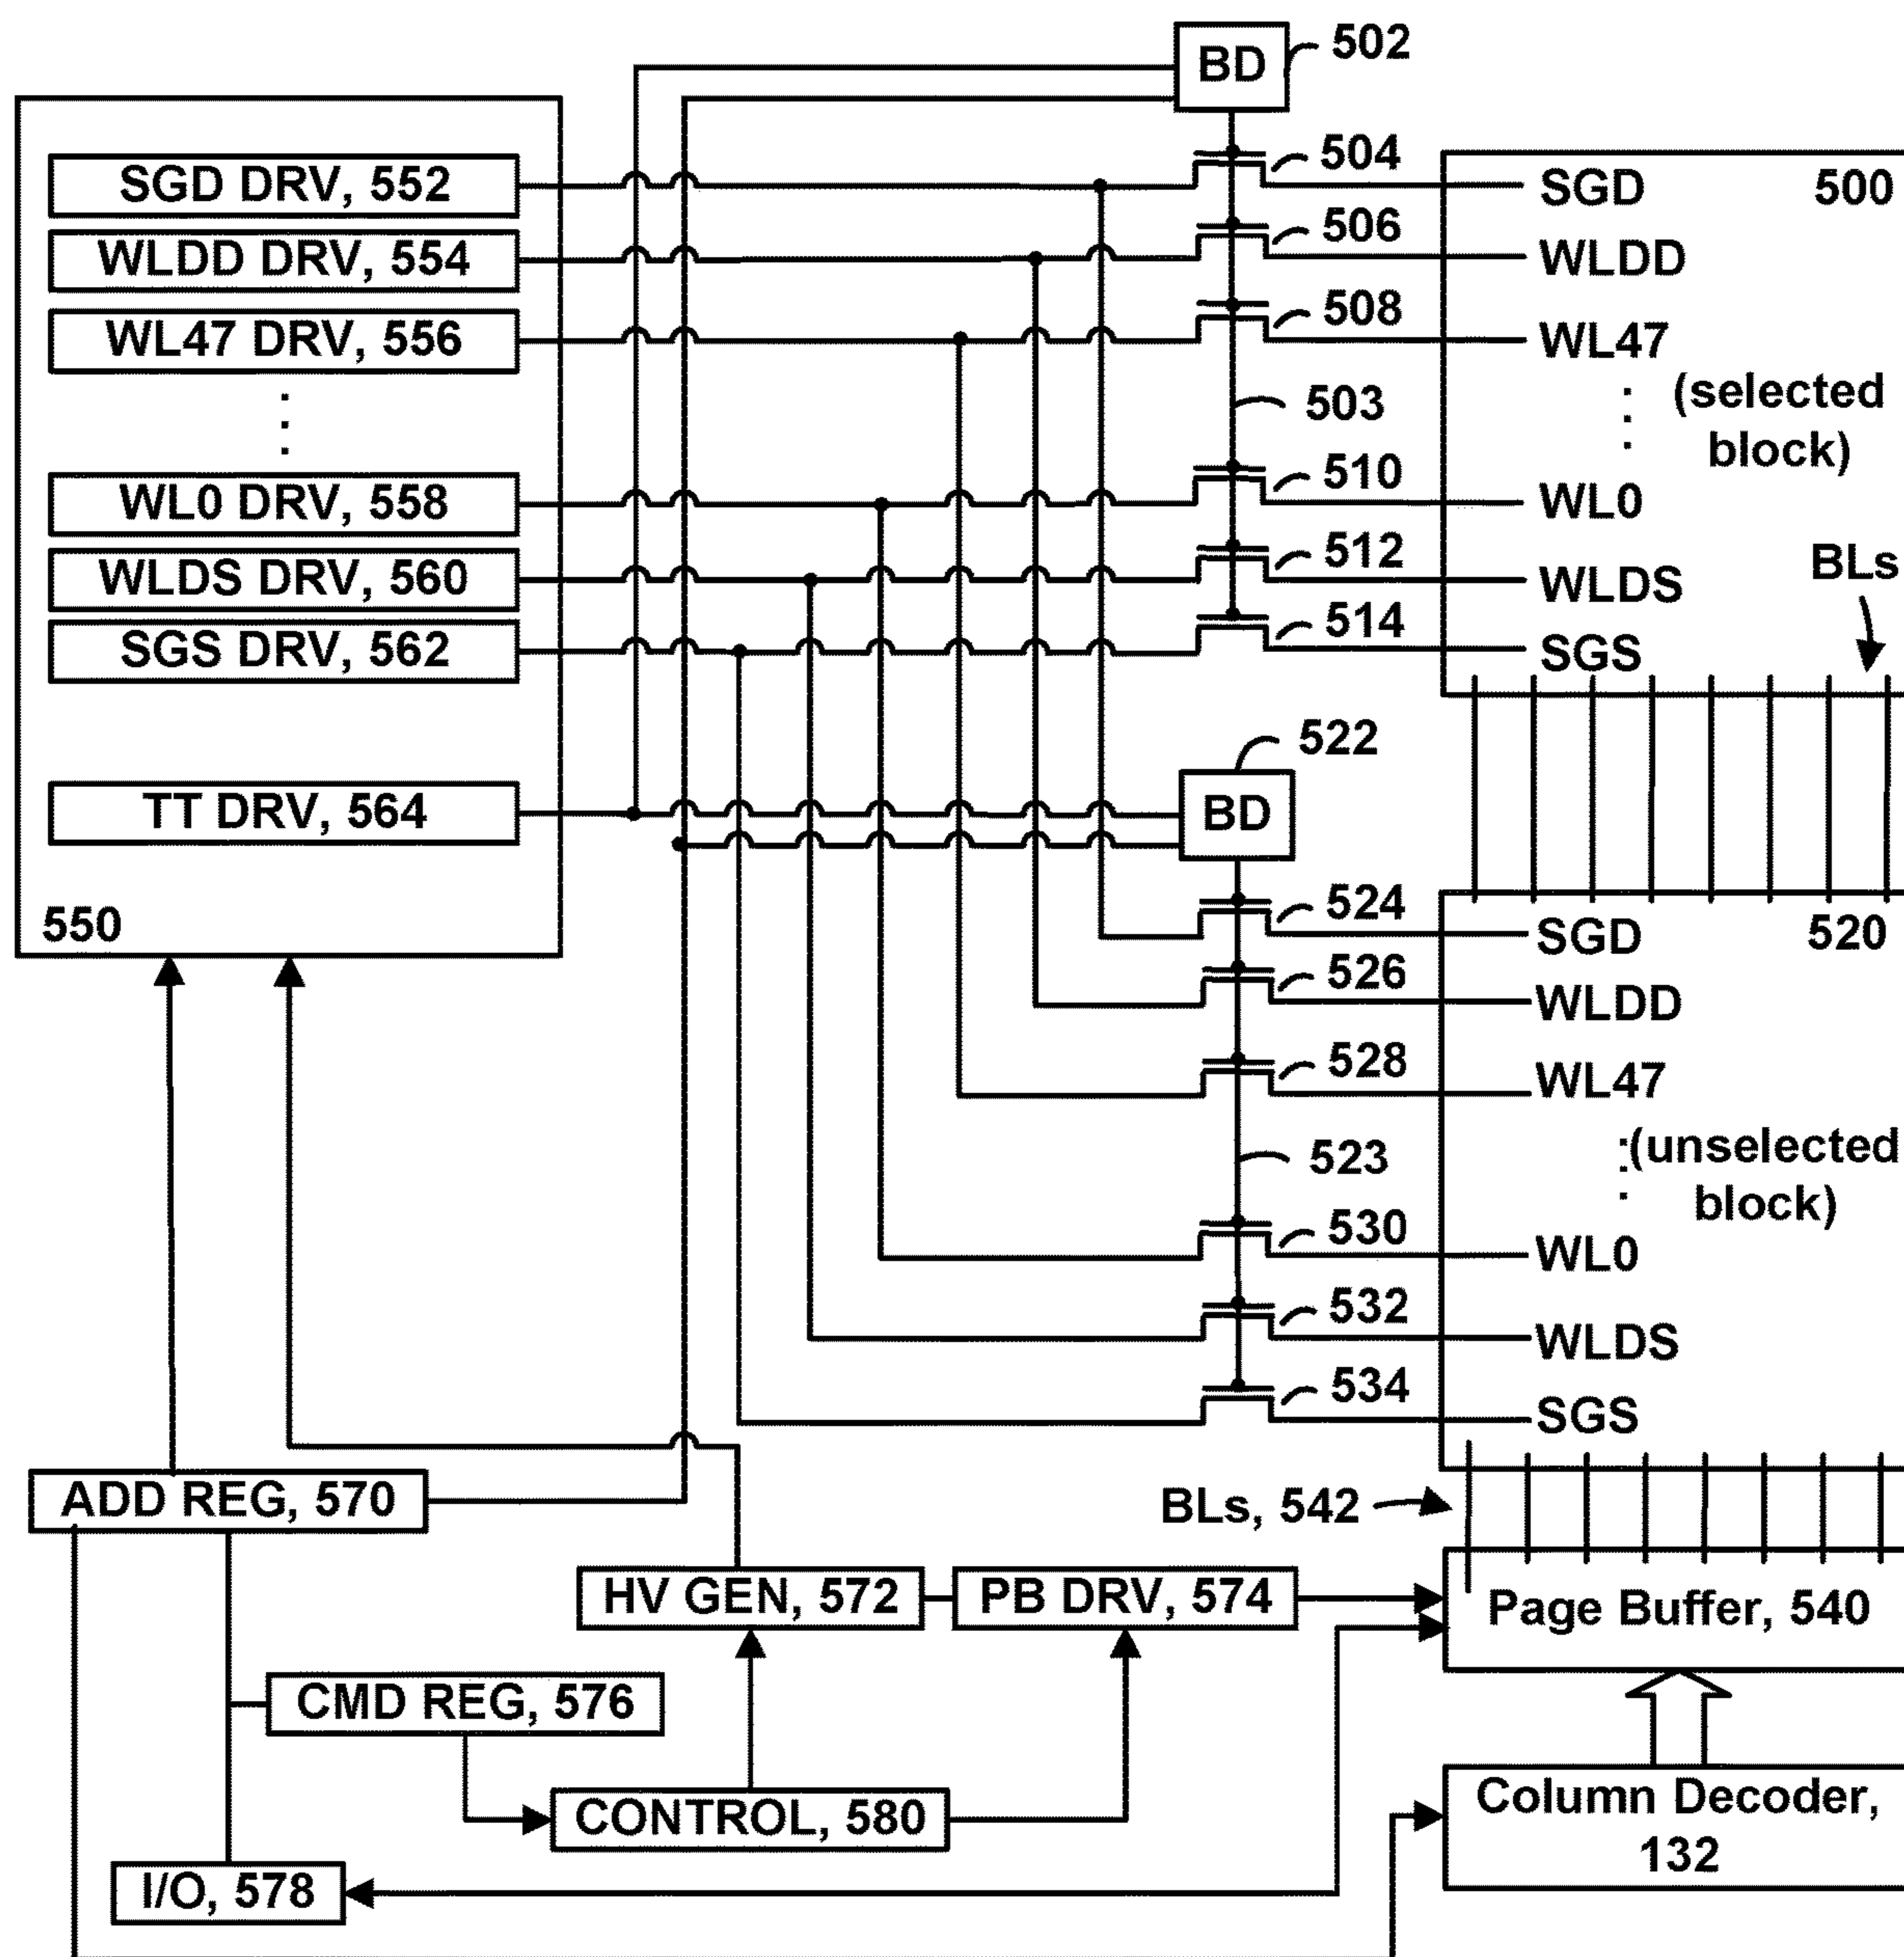 BD
502
SGD DRV, 552
504
SGD
500
WLDD DRV, 554
506
WLDD
WL47 DRV, 556
508
WL47
(selected
block)
503
WL0 DRV, 558
510
WL0
WLDS DRV, 560
512
WLDS
BLs
SGS DRV, 562
514
SGS
522
TT DRV, 564
BD
550
524
SGD
520
526
WLDD
528
WL47
(unselected
block)
523
530
WL0
532
WLDS
534
SGS
ADD REG, 570
BLs, 542
HV GEN, 572
PB DRV, 574
Page Buffer, 540
CMD REG, 576
CONTROL, 580
Column Decoder,
132
I/O, 578